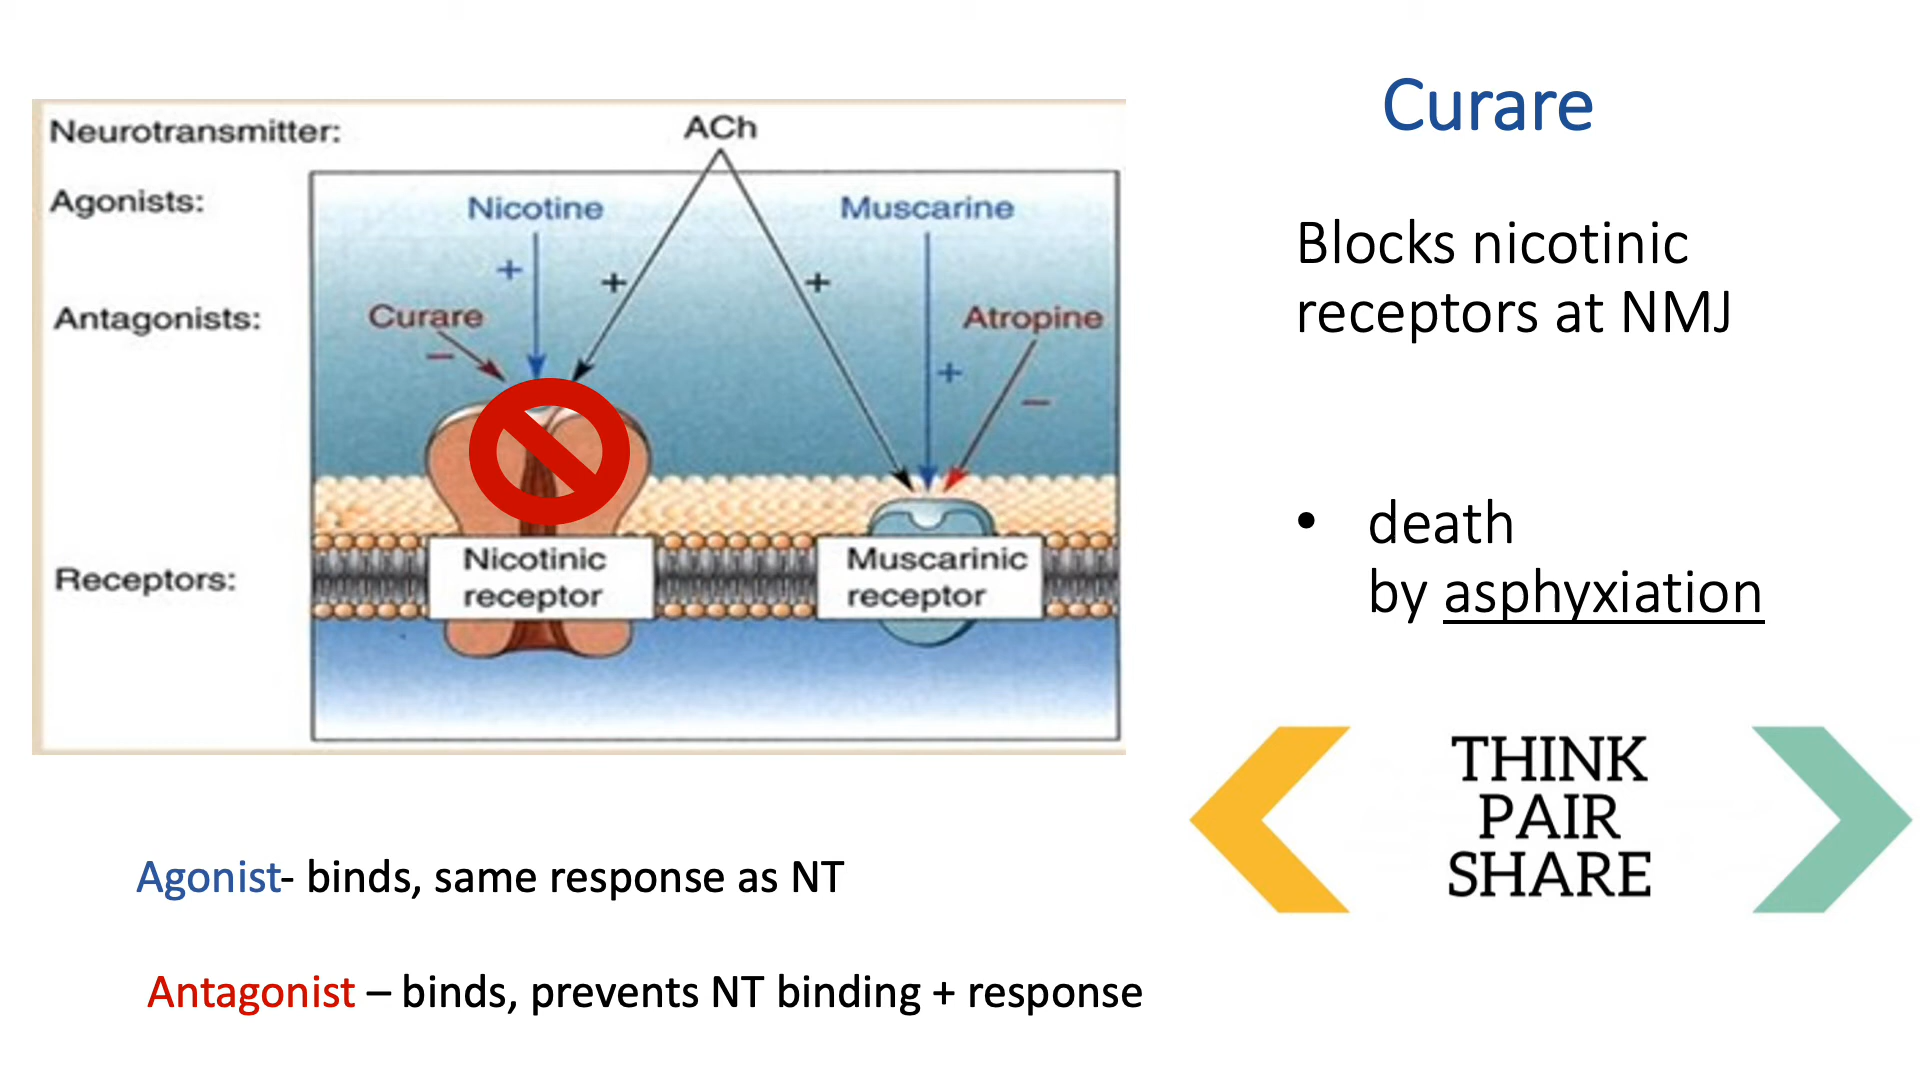 Curare
Neurotransmitter:
ACh
Agonists:
Nicotine
Muscarine
+
+
+
Antagonists:
Curare
Atropine
–
+
–
Receptors:
Nicotinic
receptor
Muscarinic
receptor
Blocks nicotinic
receptors at NMJ
• death
by asphyxiation
THINK
PAIR
SHARE
Agonist- binds, same response as NT
Antagonist – binds, prevents NT binding + response